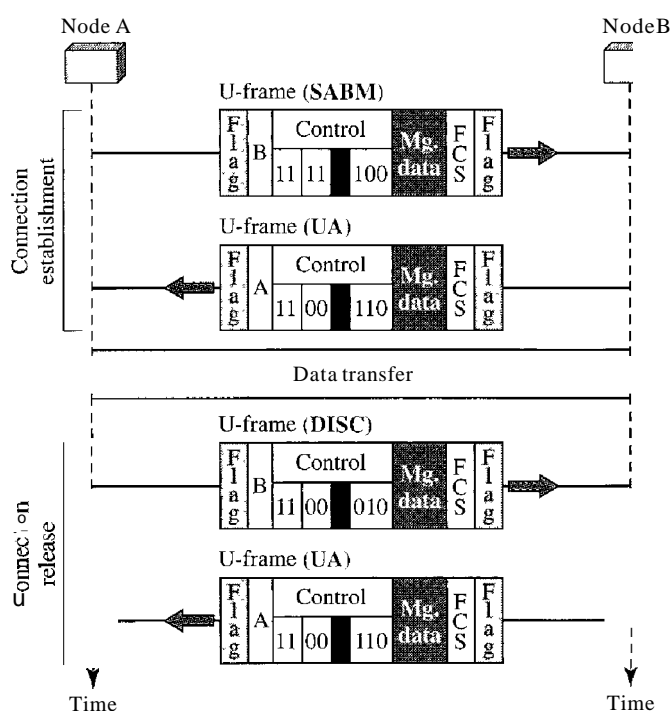 Node A
NodeB
U-frame (SABM)
Flag
B
Control
11 11 100
Mg. data
FCS
Flag
Connection
establishment
U-frame (UA)
Flag
A
Control
11 00 110
Mg. data
FCS
Flag
Data transfer
U-frame (DISC)
Flag
B
Control
11 00 010
Mg. data
FCS
Flag
release
U-frame (UA)
Flag
A
Control
11 00 110
Mg. data
FCS
Flag
Time
Time